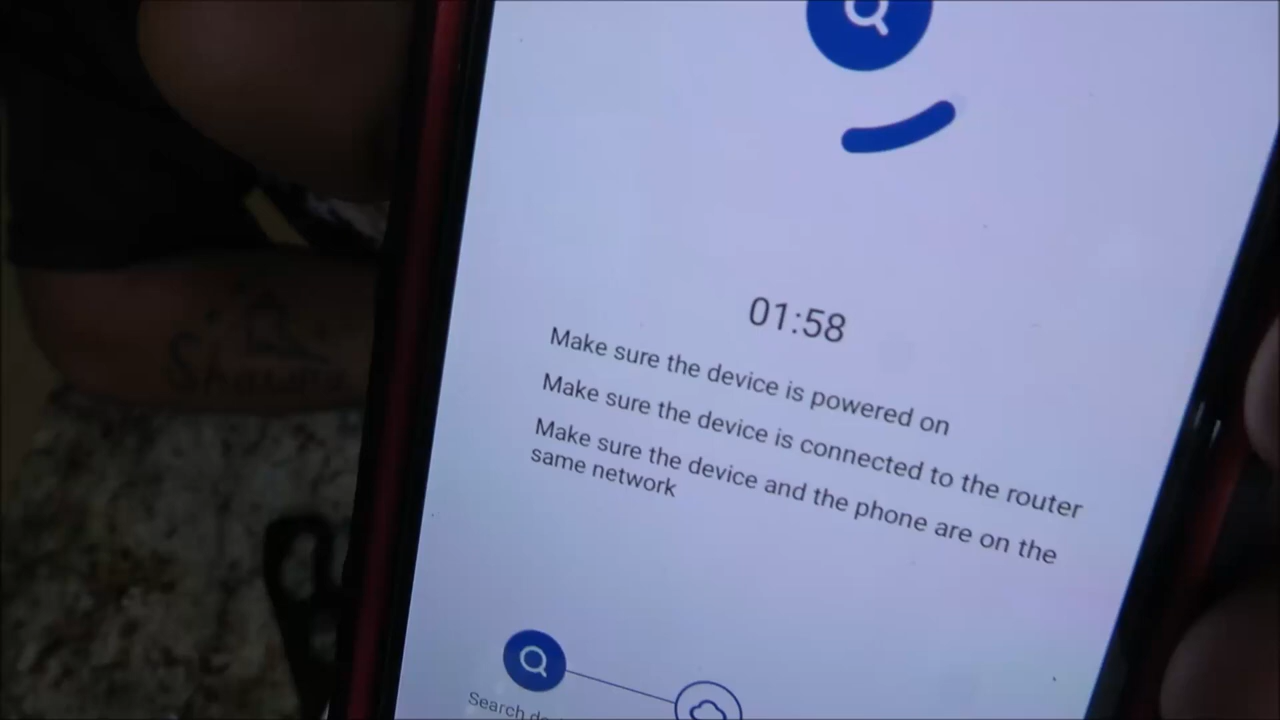 01:58
Make sure the device is powered on
Make sure the device is connected to the router
Make sure the device and the phone are on the
same network
Search